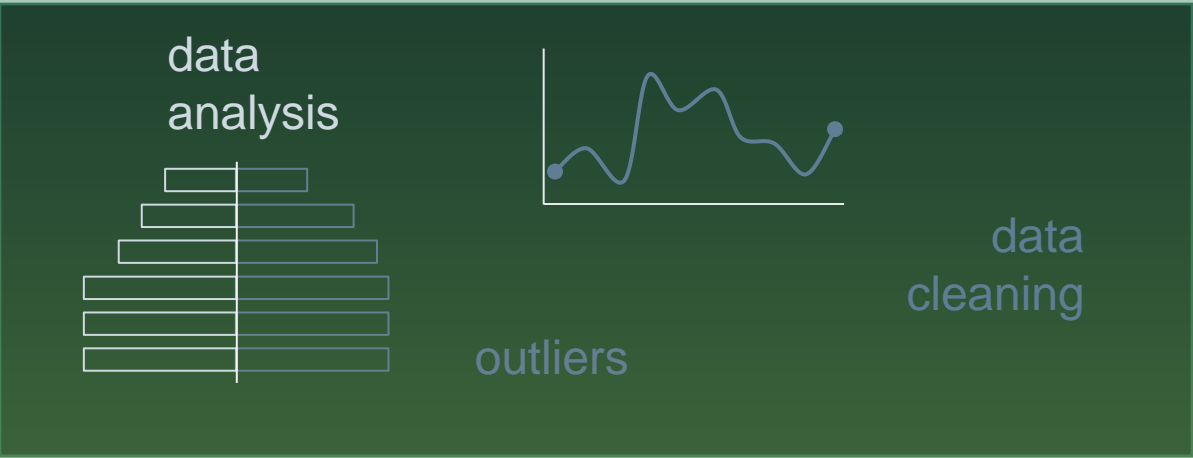 data
analysis
data
cleaning
outliers